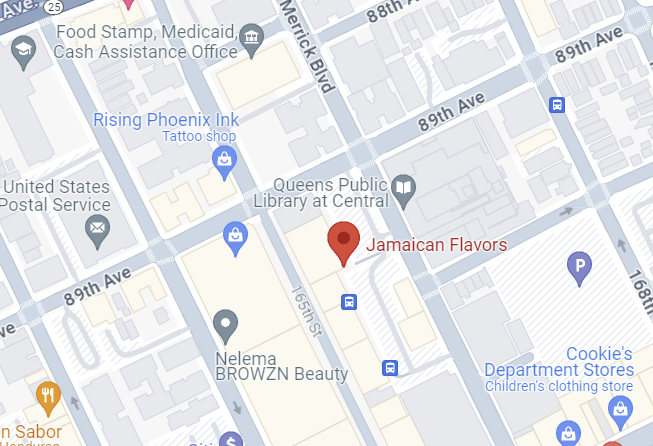 Ave.
25
88th Ave
Merrick Blvd
Food Stamp, Medicaid,
Cash Assistance Office
89th Ave
89th Ave
Rising Phoenix Ink
Tattoo shop
United States
Postal Service
Queens Public
Library at Central
Jamaican Flavors
P
89th Ave
165th St
168th
Nelema
BROWZN Beauty
Cookie's
Department Stores
Children's clothing store
n Sabor
$